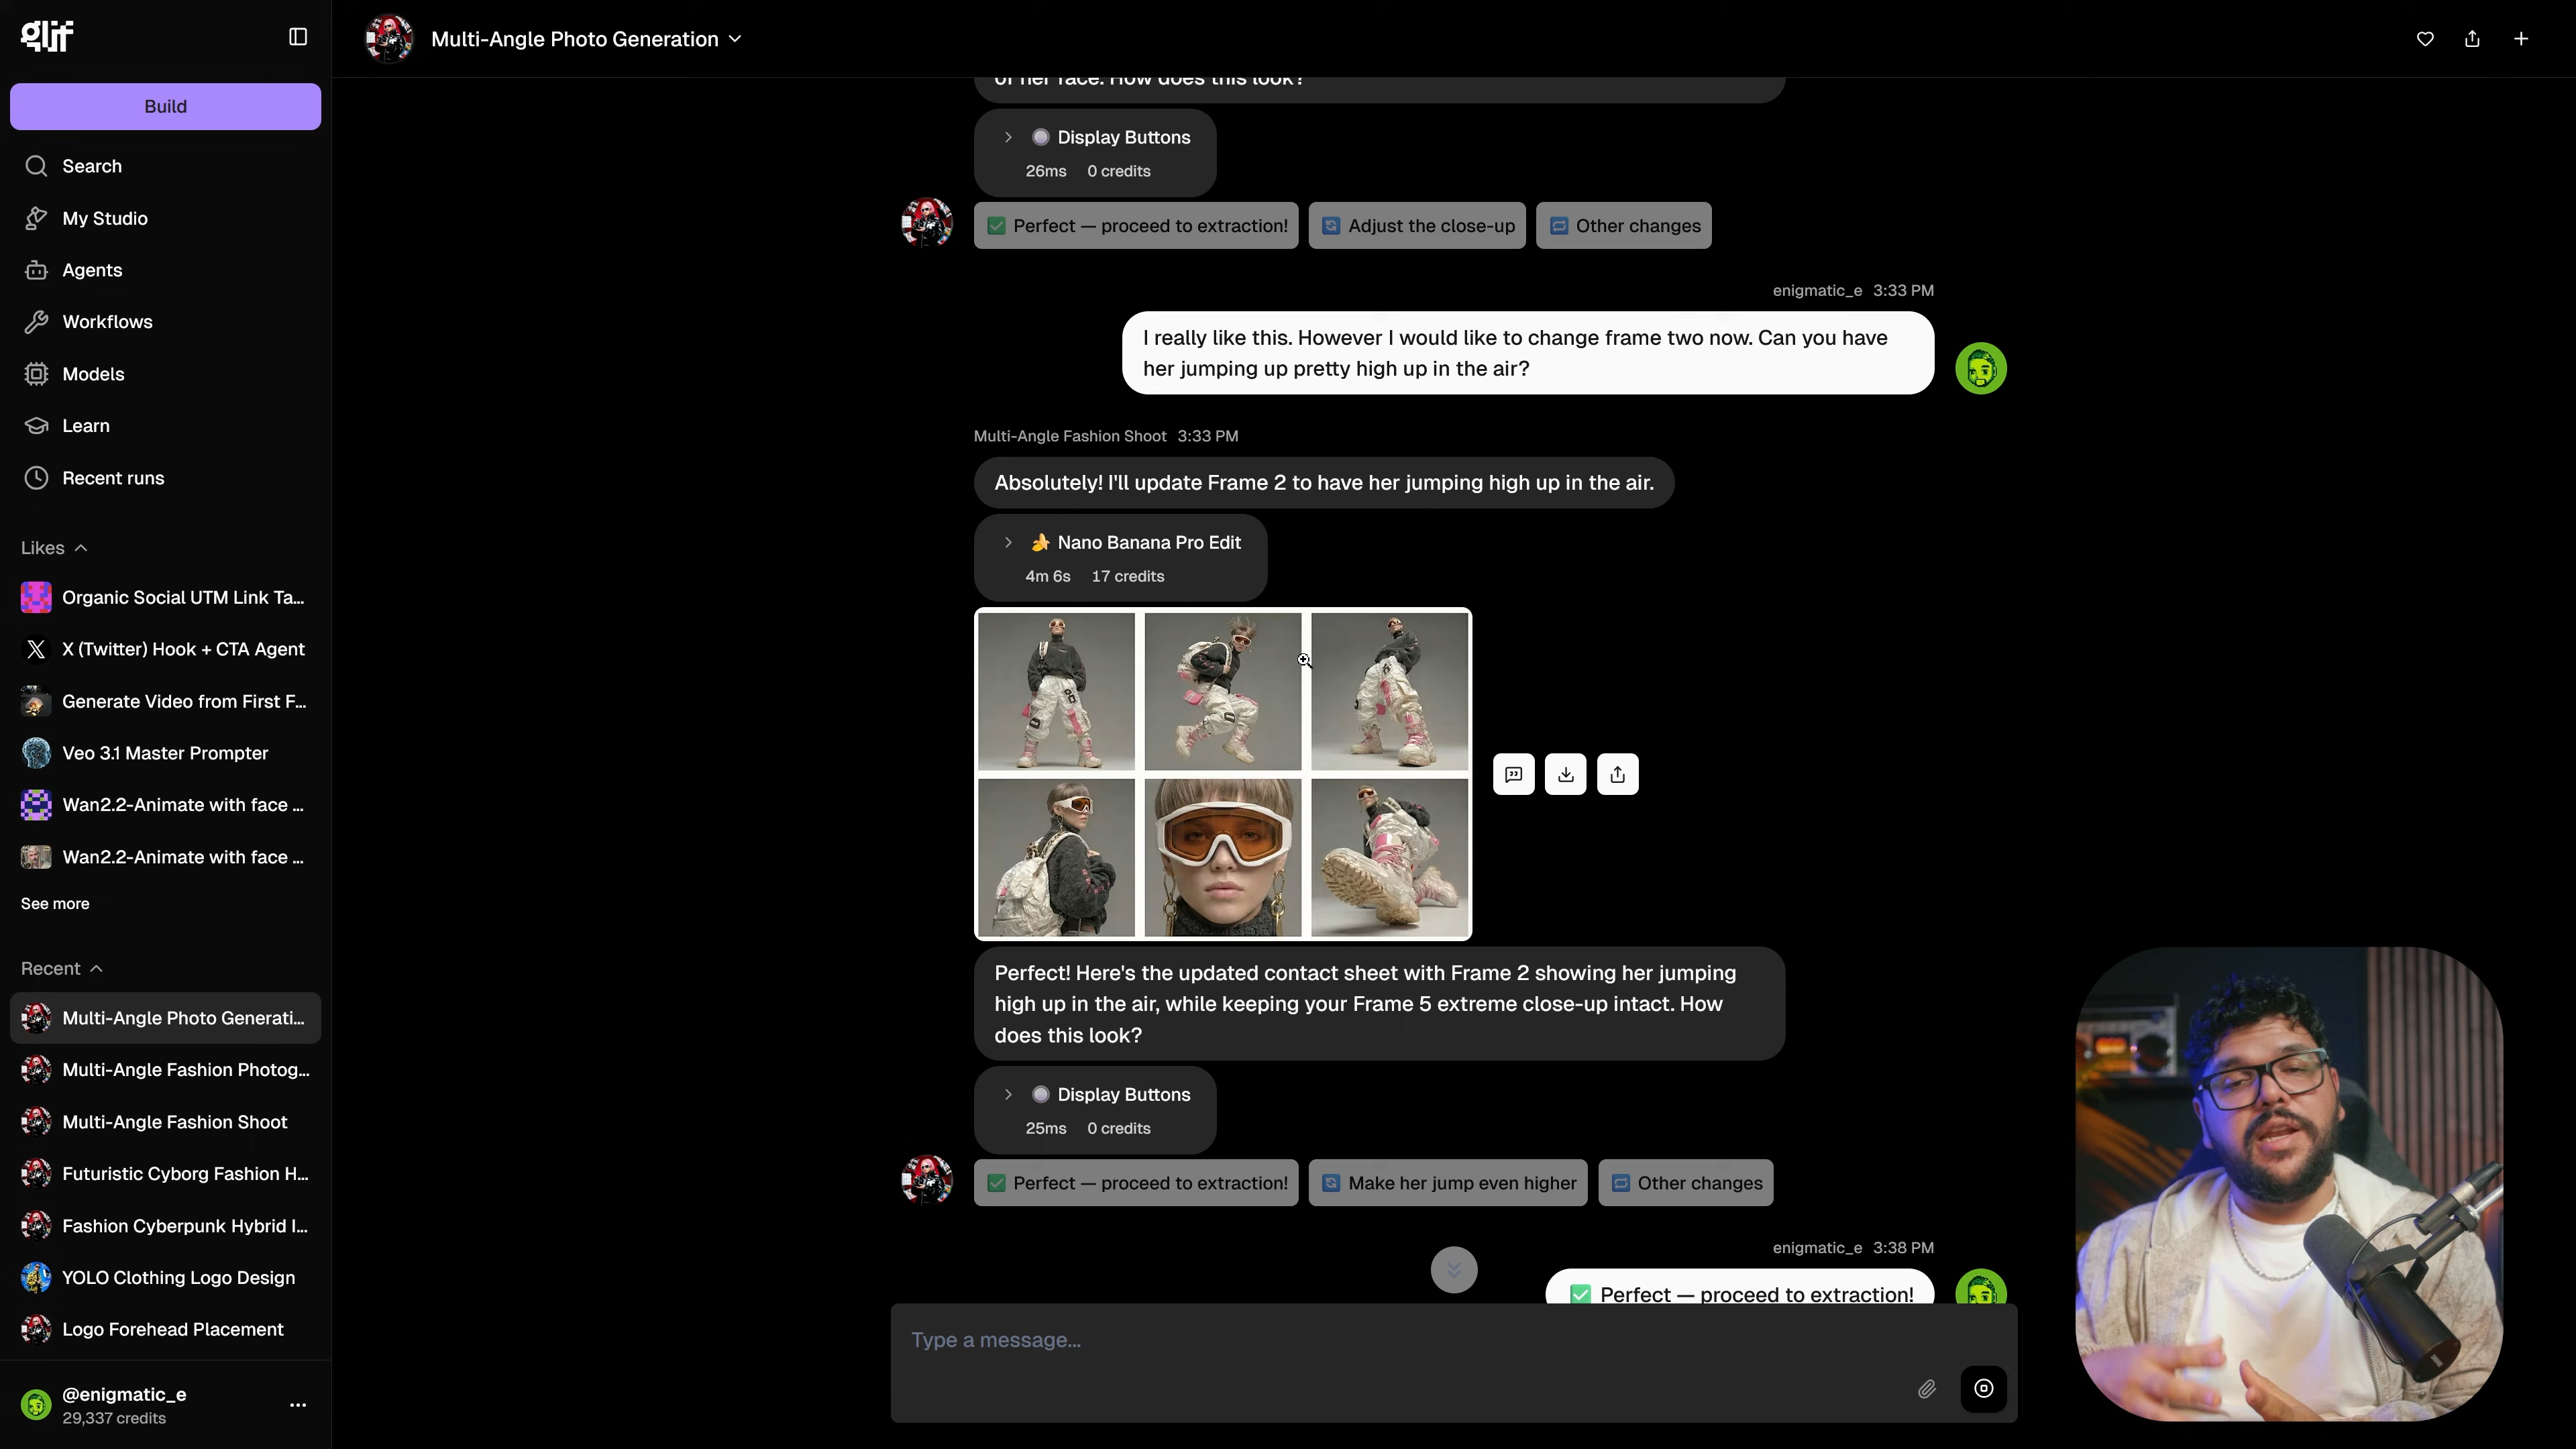 glif
Build
Search
My Studio
Agents
Workflows
Models
Learn
Recent runs
Likes
Organic Social UTM Link Ta...
X (Twitter) Hook + CTA Agent
Generate Video from First F...
Veo 3.1 Master Prompter
Wan2.2-Animate with face ...
Wan2.2-Animate with face ...
See more
Recent
Multi-Angle Photo Generati...
Multi-Angle Fashion Photog...
Multi-Angle Fashion Shoot
Futuristic Cyborg Fashion H...
Fashion Cyberpunk Hybrid I...
YOLO Clothing Logo Design
Logo Forehead Placement
@enigmatic_e
29,337 credits
Multi-Angle Photo Generation
of her face. How does this look?
Display Buttons
26ms 0 credits
Perfect — proceed to extraction! Adjust the close-up Other changes
enigmatic_e 3:33 PM
I really like this. However I would like to change frame two now. Can you have
her jumping up pretty high up in the air?
Multi-Angle Fashion Shoot 3:33 PM
Absolutely! I'll update Frame 2 to have her jumping high up in the air.
Nano Banana Pro Edit
4m 6s 17 credits
Perfect! Here's the updated contact sheet with Frame 2 showing her jumping
high up in the air, while keeping your Frame 5 extreme close-up intact. How
does this look?
Display Buttons
25ms 0 credits
Perfect — proceed to extraction! Make her jump even higher Other changes
enigmatic_e 3:38 PM
Perfect — proceed to extraction!
Type a message...